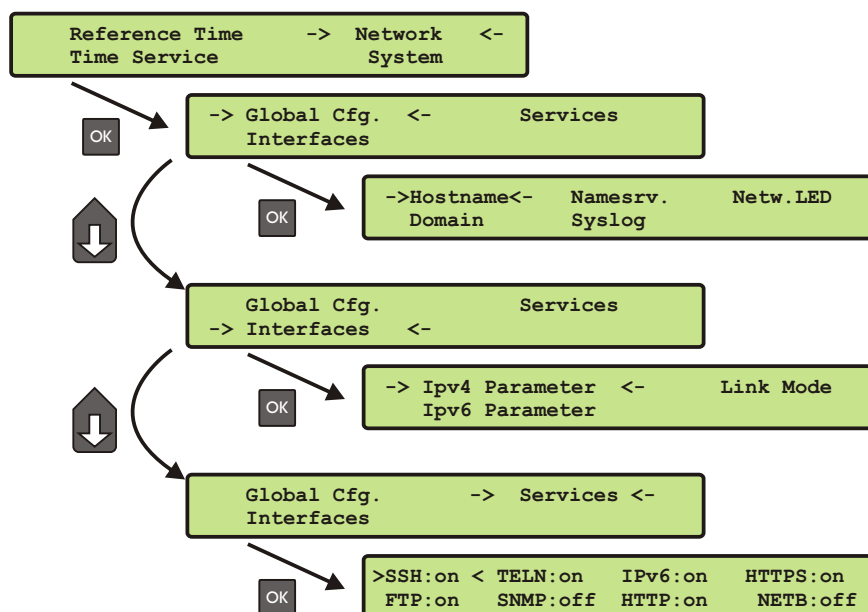 Reference Time -> Network <-
Time Service System
OK
-> Global Cfg. <- Services
Interfaces
OK
->Hostname<- Namesrv. Netw.LED
Domain Syslog
Global Cfg. Services
-> Interfaces <-
OK
-> Ipv4 Parameter <- Link Mode
Ipv6 Parameter
Global Cfg. -> Services <-
Interfaces
OK
>SSH:on < TELN:on IPv6:on HTTPS:on
FTP:on SNMP:off HTTP:on NETB:off